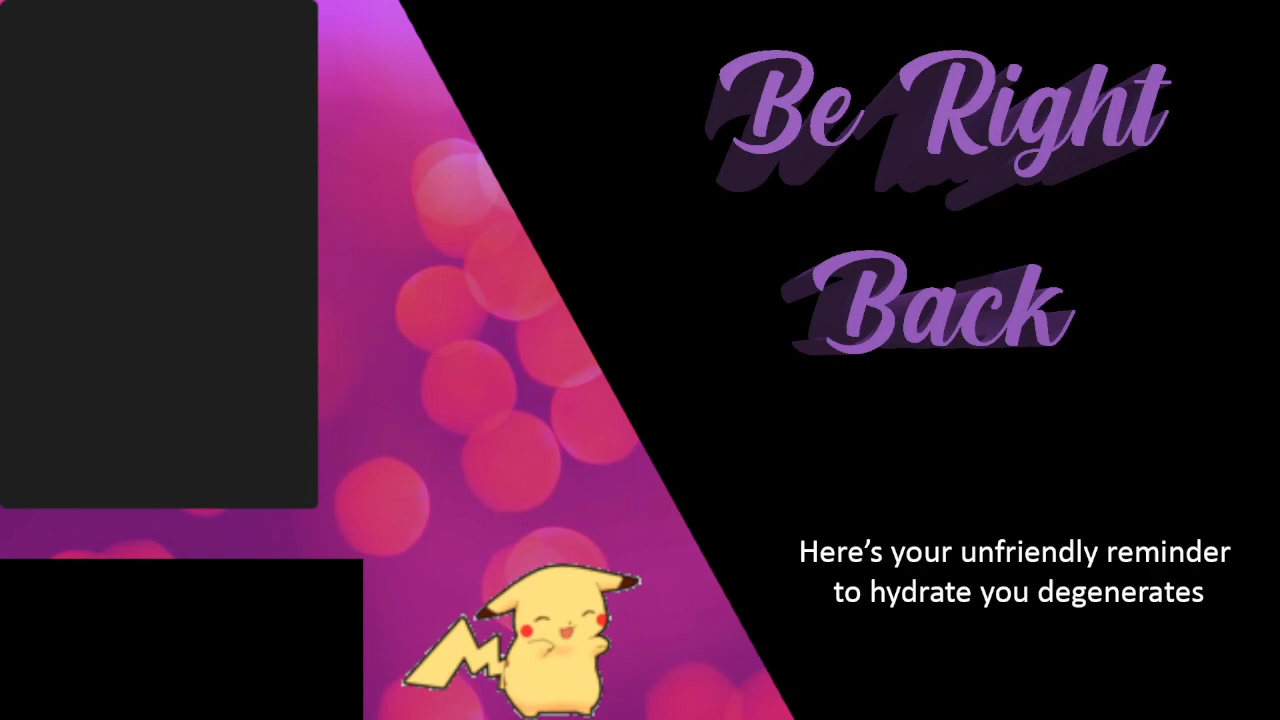 Be Right
Back
Here’s your unfriendly reminder
to hydrate you degenerates